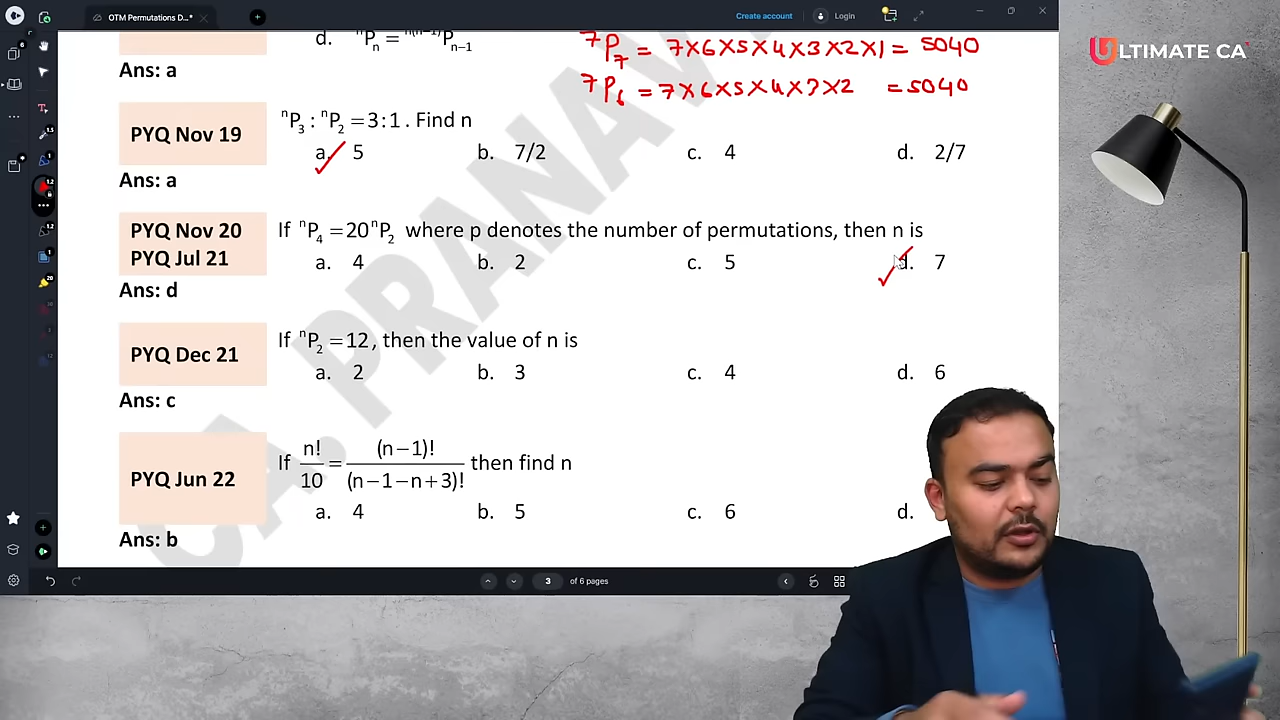 OTM Permutations D...*
Create account
Login
ULTIMATE CA
d. ⁿPₙ = ⁿ⁽ⁿ⁻¹⁾Pₙ₋₁
⁷P₇ = 7×6×5×4×3×2×1 = 5040
Ans: a
⁷P₆ = 7×6×5×4×3×2 = 5040
PYQ Nov 19
ⁿP₃ : ⁿP₂ = 3:1. Find n
a. 5 b. 7/2 c. 4 d. 2/7
Ans: a
PYQ Nov 20
PYQ Jul 21
If ⁿP₄ = 20 ⁿP₂ where p denotes the number of permutations, then n is
a. 4 b. 2 c. 5 d. 7
Ans: d
PYQ Dec 21
If ⁿP₂ = 12, then the value of n is
a. 2 b. 3 c. 4 d. 6
Ans: c
PYQ Jun 22
If n!/10 = (n−1)!/(n−1−n+3)! then find n
a. 4 b. 5 c. 6 d.
Ans: b
CA. PRANAV
3 of 6 pages